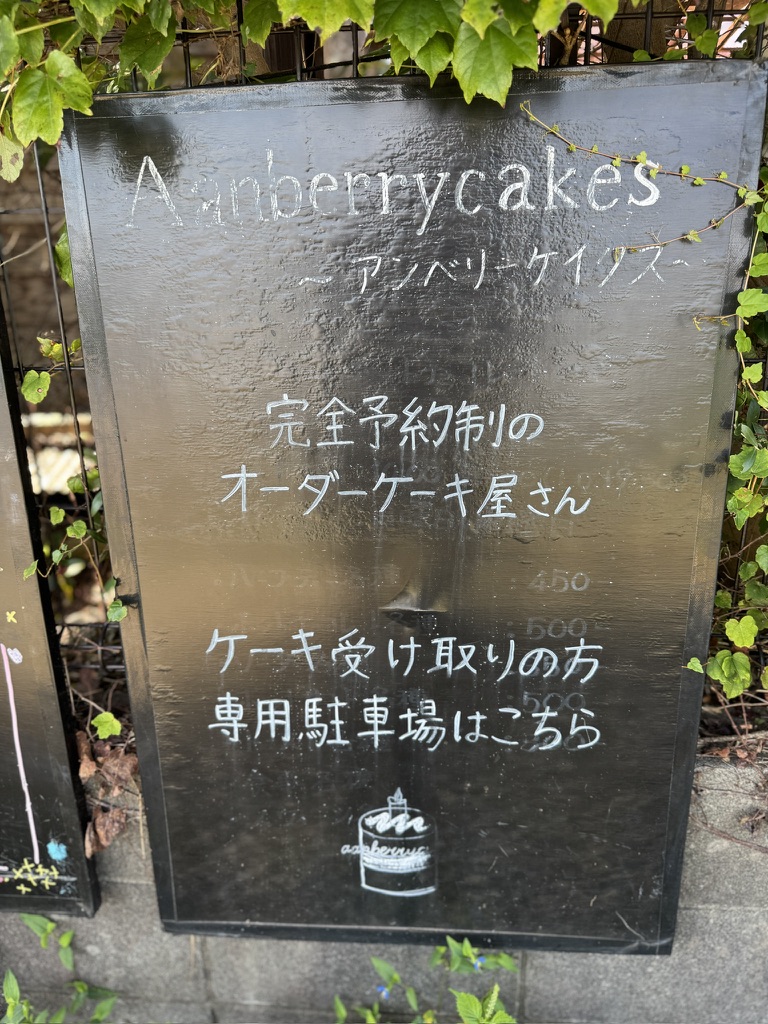 Aanberrycakes
～アンベリーケイクス～
完全予約制の
オーダーケーキ屋さん
: 450
: 500
500
ケーキ受け取りの方
専用駐車場はこちら